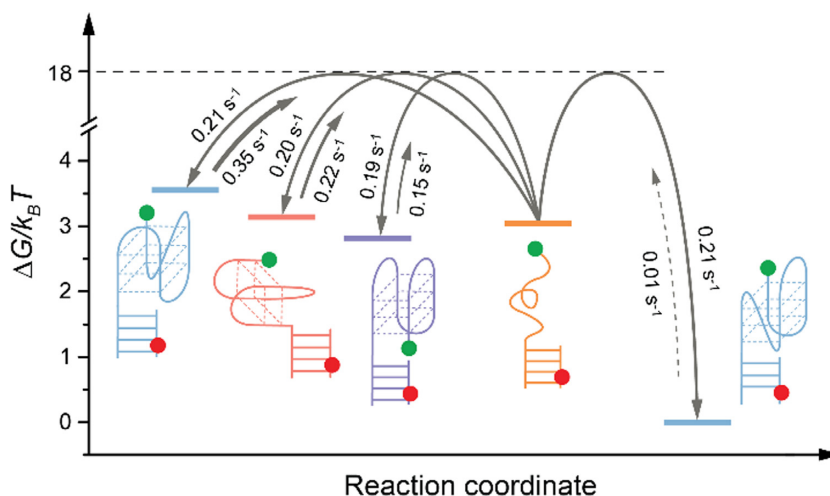 ΔG/k_BT
18
4
3
2
1
0
0.21 s⁻¹
0.35 s⁻¹
0.20 s⁻¹
0.22 s⁻¹
0.19 s⁻¹
0.15 s⁻¹
0.01 s⁻¹
0.21 s⁻¹
Reaction coordinate